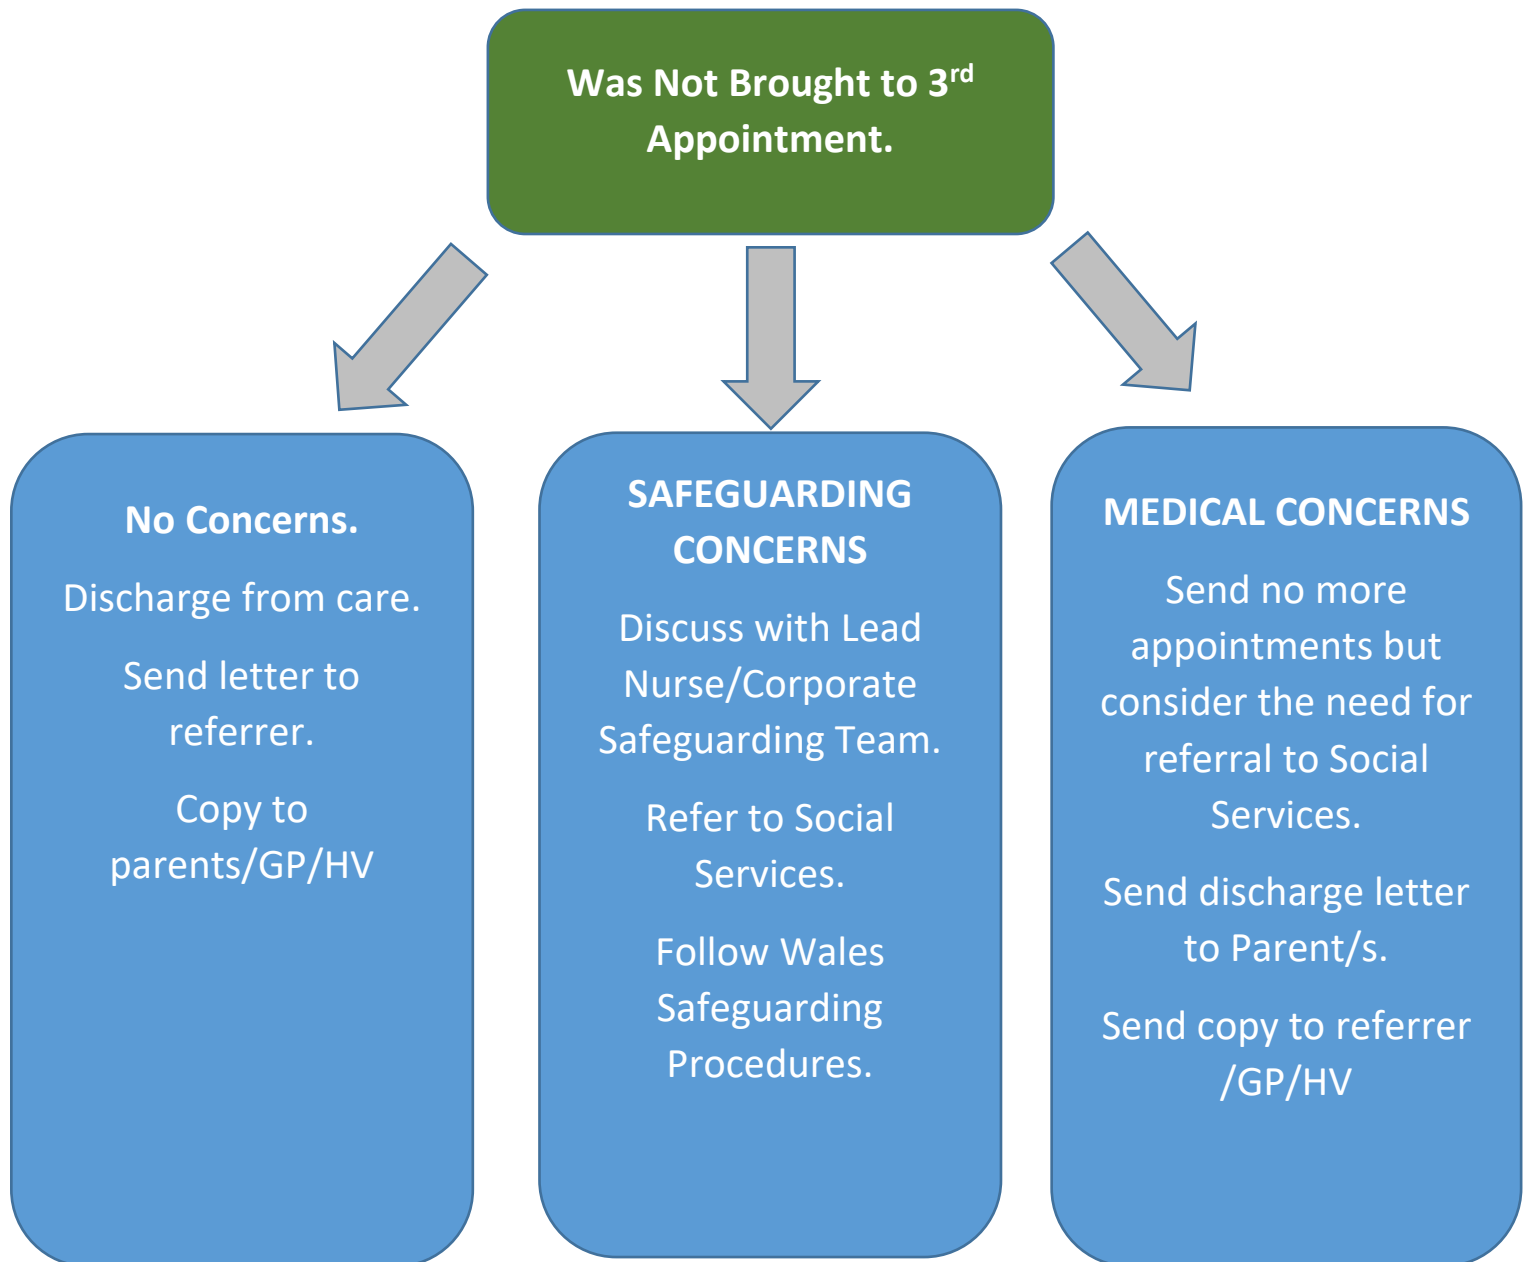 Was Not Brought to 3rd
Appointment.
No Concerns.
Discharge from care.
Send letter to
referrer.
Copy to
parents/GP/HV
SAFEGUARDING
CONCERNS
Discuss with Lead
Nurse/Corporate
Safeguarding Team.
Refer to Social
Services.
Follow Wales
Safeguarding
Procedures.
MEDICAL CONCERNS
Send no more
appointments but
consider the need for
referral to Social
Services.
Send discharge letter
to Parent/s.
Send copy to referrer
/GP/HV